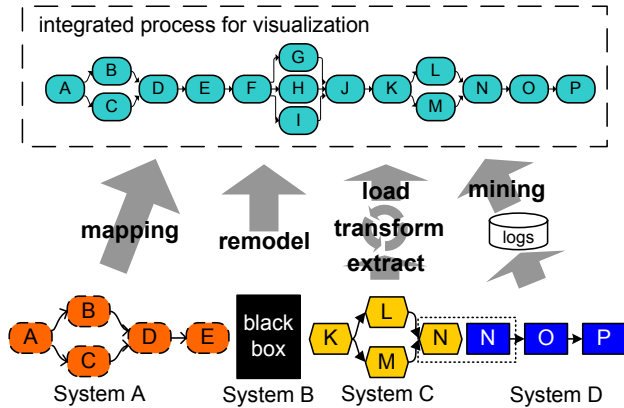 integrated process for visualization
G
B
L
A
D
E
F
H
J
K
N
O
P
C
M
I
load
mapping
remodel
transform
mining
extract
logs
B
L
A
D
E
black
box
K
N
N
O
P
C
M
System A
System B
System C
System D